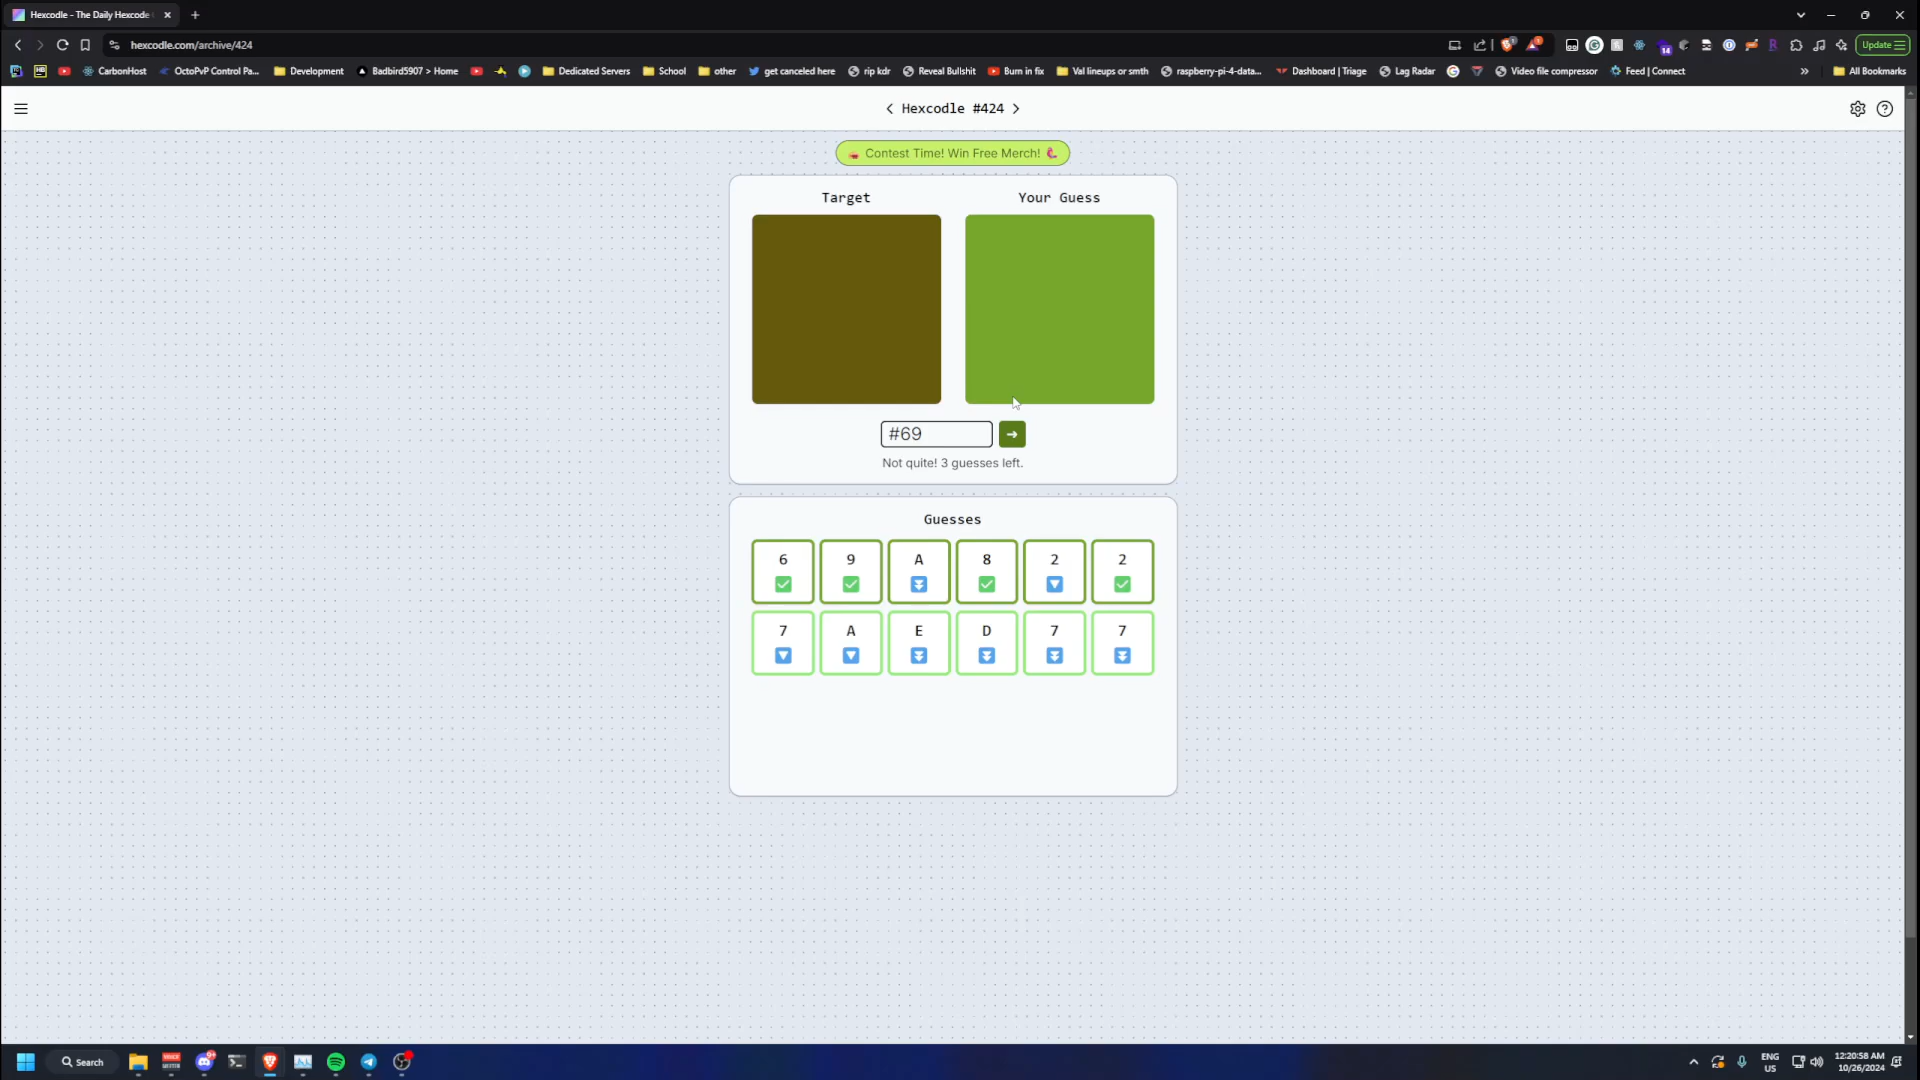 Hexcodle - The Daily Hexcode
hexcodle.com/archive/424
Update
CarbonHost
OctoPvP Control Pa...
Development
Badbird5907 > Home
Dedicated Servers
School
other
get canceled here
rip kdr
Reveal Bullshit
Burn in fix
Val lineups or smth
raspberry-pi-4-data...
Dashboard | Triage
Lag Radar
Video file compressor
Feed | Connect
All Bookmarks
Hexcodle #424
Contest Time! Win Free Merch!
Target
Your Guess
#69
Not quite! 3 guesses left.
Guesses
6 9 A 8 2 2
7 A E D 7 7
Search
ENG
US
12:20:58 AM
10/26/2024